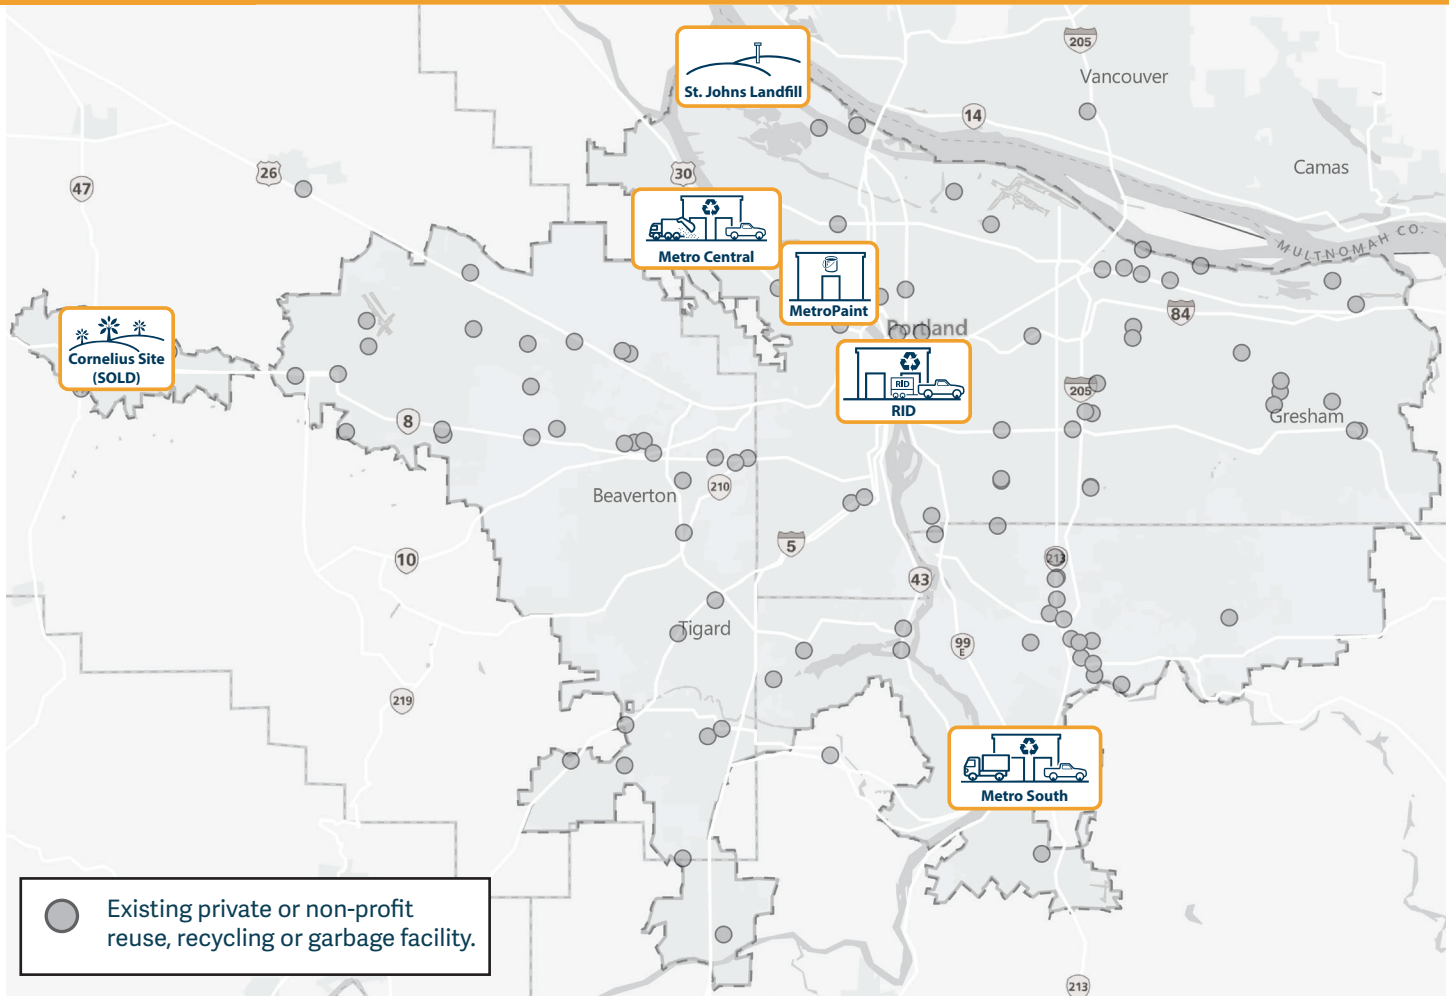 205
Vancouver
St. Johns Landfill
14
Camas
26
30
47
MULTNOMAH CO.
Metro Central
MetroPaint
84
Portland
Cornelius Site
(SOLD)
RID
RID
205
8
Gresham
Beaverton
210
5
10
213
43
Tigard
99
E
219
Metro South
Existing private or non-profit
reuse, recycling or garbage facility.
213